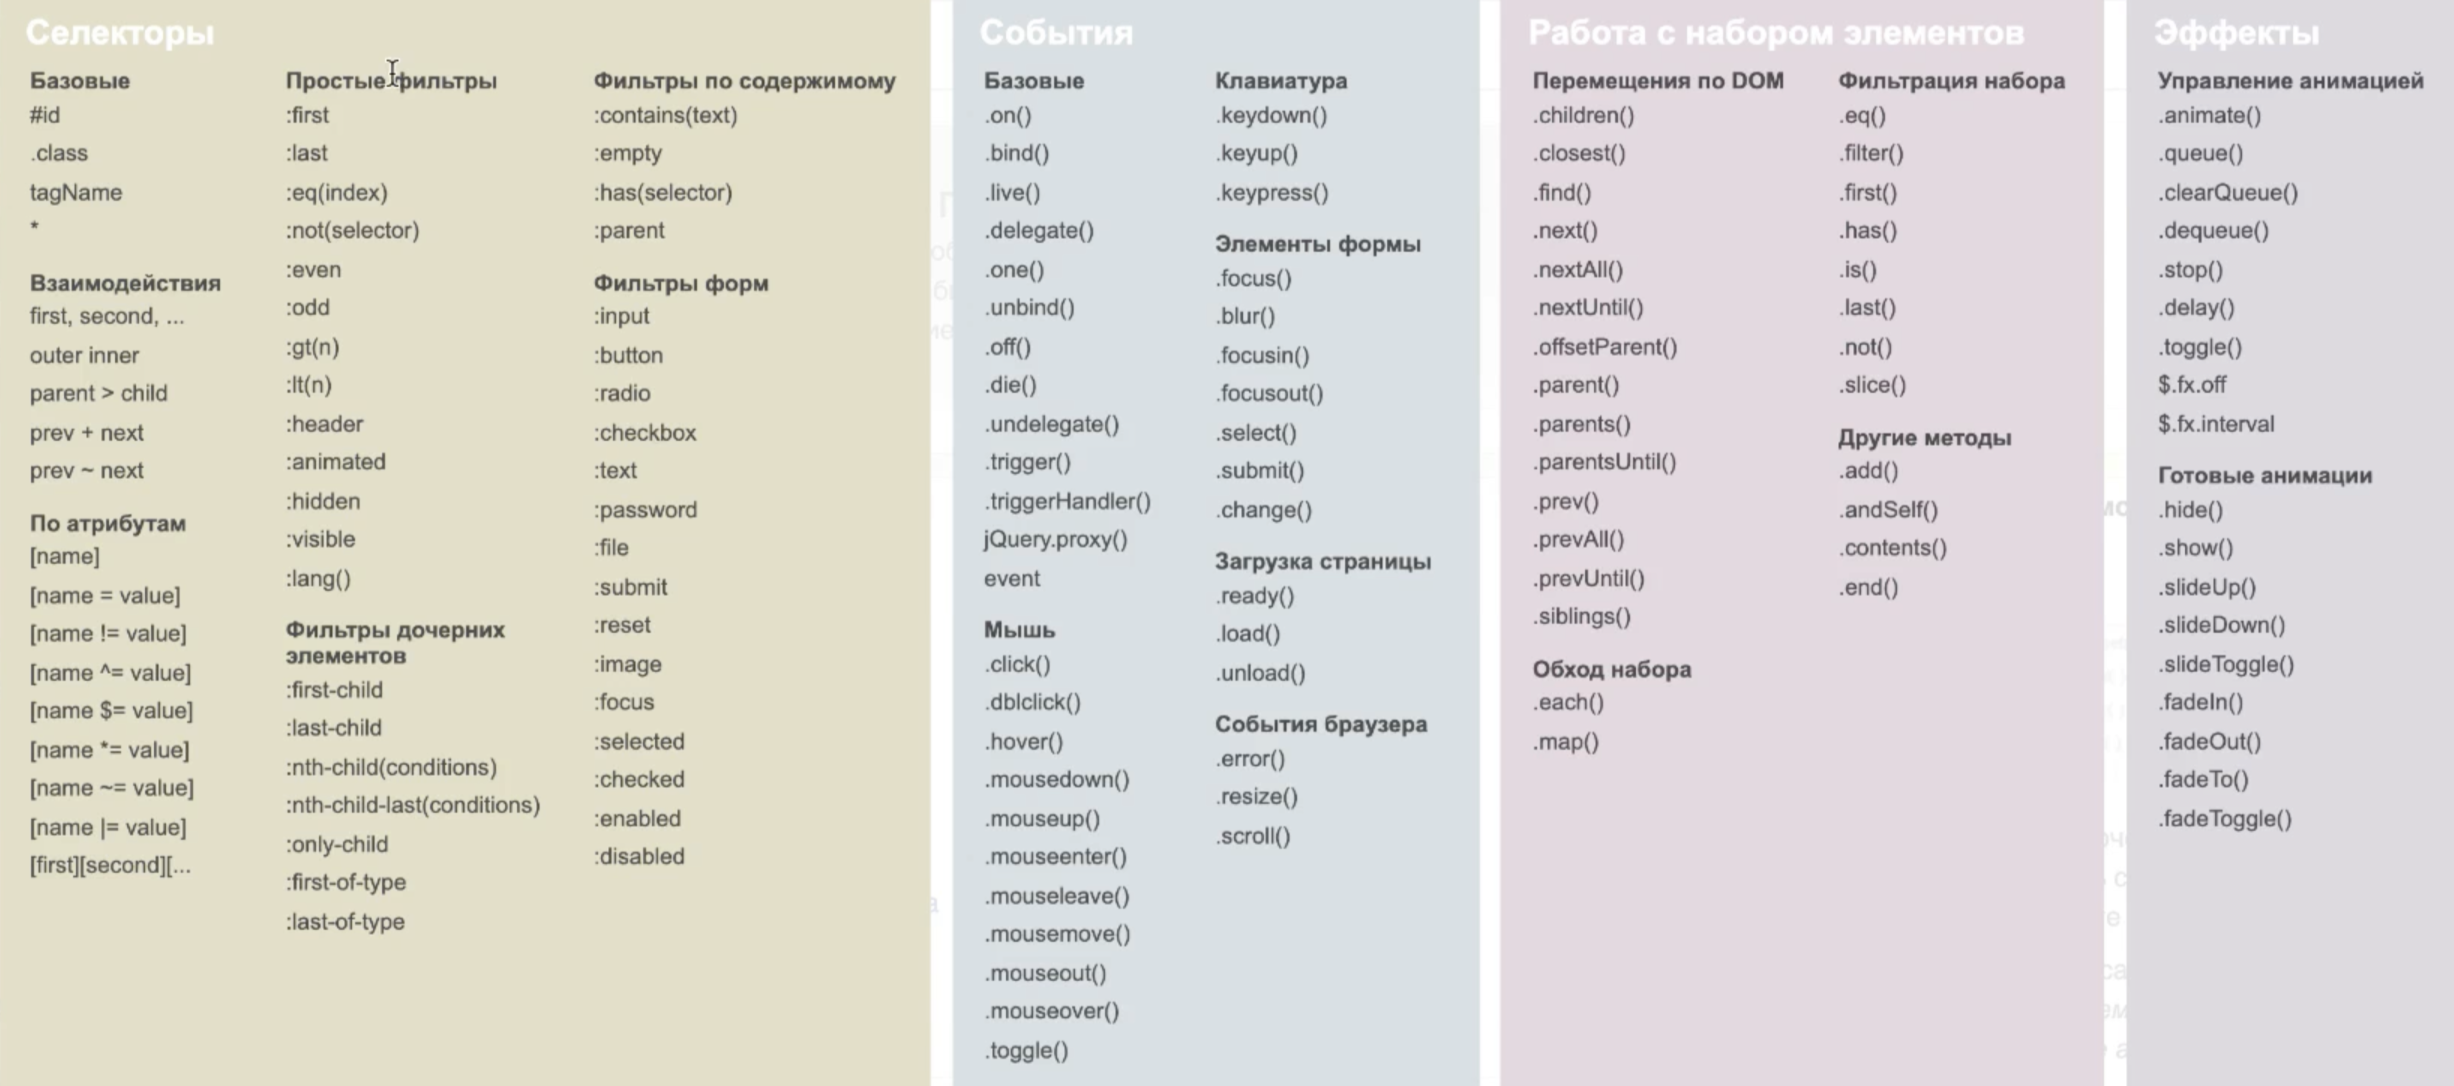 Селекторы
Базовые
#id
.class
tagName
*
Взаимодействия
first, second, ...
outer inner
parent > child
prev + next
prev ~ next
По атрибутам
[name]
[name = value]
[name != value]
[name ^= value]
[name $= value]
[name *= value]
[name ~= value]
[name |= value]
[first][second][...
Простые фильтры
:first
:last
:eq(index)
:not(selector)
:even
:odd
:gt(n)
:lt(n)
:header
:animated
:hidden
:visible
:lang()
Фильтры дочерних
элементов
:first-child
:last-child
:nth-child(conditions)
:nth-child-last(conditions)
:only-child
:first-of-type
:last-of-type
Фильтры по содержимому
:contains(text)
:empty
:has(selector)
:parent
Фильтры форм
:input
:button
:radio
:checkbox
:text
:password
:file
:submit
:reset
:image
:focus
:selected
:checked
:enabled
:disabled
События
Базовые
.on()
.bind()
.live()
.delegate()
.one()
.unbind()
.off()
.die()
.undelegate()
.trigger()
.triggerHandler()
jQuery.proxy()
event
Мышь
.click()
.dblclick()
.hover()
.mousedown()
.mouseup()
.mouseenter()
.mouseleave()
.mousemove()
.mouseout()
.mouseover()
.toggle()
Клавиатура
.keydown()
.keyup()
.keypress()
Элементы формы
.focus()
.blur()
.focusin()
.focusout()
.select()
.submit()
.change()
Загрузка страницы
.ready()
.load()
.unload()
События браузера
.error()
.resize()
.scroll()
Работа с набором элементов
Перемещения по DOM
.children()
.closest()
.find()
.next()
.nextAll()
.nextUntil()
.offsetParent()
.parent()
.parents()
.parentsUntil()
.prev()
.prevAll()
.prevUntil()
.siblings()
Обход набора
.each()
.map()
Фильтрация набора
.eq()
.filter()
.first()
.has()
.is()
.last()
.not()
.slice()
Другие методы
.add()
.andSelf()
.contents()
.end()
Эффекты
Управление анимацией
.animate()
.queue()
.clearQueue()
.dequeue()
.stop()
.delay()
.toggle()
$.fx.off
$.fx.interval
Готовые анимации
.hide()
.show()
.slideUp()
.slideDown()
.slideToggle()
.fadeIn()
.fadeOut()
.fadeTo()
.fadeToggle()